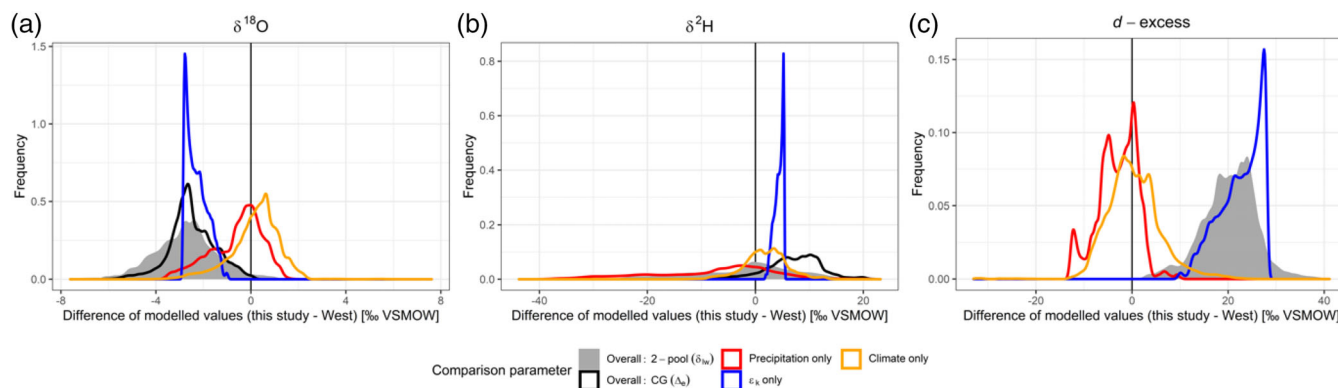 (a)
δ¹⁸O
Frequency
1.5
1.0
0.5
0.0
-8
-4
0
4
8
Difference of modelled values (this study - West) [‰ VSMOW]
(b)
δ²H
Frequency
0.8
0.6
0.4
0.2
0.0
-40
-20
0
20
Difference of modelled values (this study - West) [‰ VSMOW]
(c)
d − excess
Frequency
0.15
0.10
0.05
0.00
-20
0
20
40
Difference of modelled values (this study - West) [‰ VSMOW]
Comparison parameter
Overall: 2−pool (δlw)
Precipitation only
Climate only
Overall: CG (Δe)
εk only